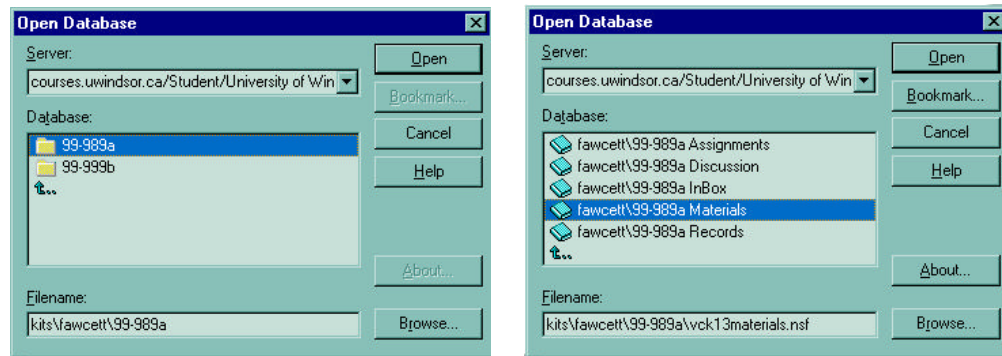 Open Database
Server:
courses.uwindsor.ca/Student/University of Win
Database:
99-989a
99-999b
..
Filename:
kits\fawcett\99-989a
Open
Bookmark...
Cancel
Help
About...
Browse...
Open Database
Server:
courses.uwindsor.ca/Student/University of Win
Database:
fawcett\99-989a Assignments
fawcett\99-989a Discussion
fawcett\99-989a InBox
fawcett\99-989a Materials
fawcett\99-989a Records
..
Filename:
kits\fawcett\99-989a\vck13materials.nsf
Open
Bookmark...
Cancel
Help
About...
Browse...